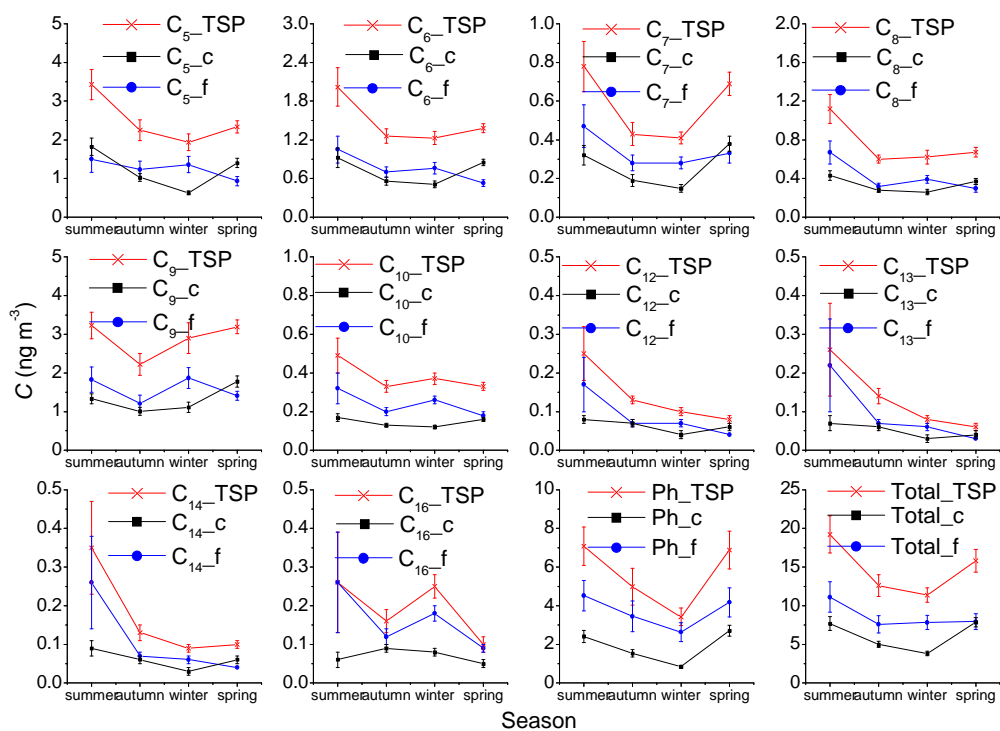 C5_TSP
C5_c
C5_f
5
4
3
2
1
0
summer autumn winter spring
C6_TSP
C6_c
C6_f
3.0
2.4
1.8
1.2
0.6
0.0
summer autumn winter spring
C7_TSP
C7_c
C7_f
1.0
0.8
0.6
0.4
0.2
0.0
summer autumn winter spring
C8_TSP
C8_c
C8_f
2.0
1.6
1.2
0.8
0.4
0.0
summer autumn winter spring
C (ng m-3)
C9_TSP
C9_c
C9_f
5
4
3
2
1
0
summer autumn winter spring
C10_TSP
C10_c
C10_f
1.0
0.8
0.6
0.4
0.2
0.0
summer autumn winter spring
C12_TSP
C12_c
C12_f
0.5
0.4
0.3
0.2
0.1
0.0
summer autumn winter spring
C13_TSP
C13_c
C13_f
0.5
0.4
0.3
0.2
0.1
0.0
summer autumn winter spring
C14_TSP
C14_c
C14_f
0.5
0.4
0.3
0.2
0.1
0.0
summer autumn winter spring
C16_TSP
C16_c
C16_f
0.5
0.4
0.3
0.2
0.1
0.0
summer autumn winter spring
Ph_TSP
Ph_c
Ph_f
10
8
6
4
2
0
summer autumn winter spring
Total_TSP
Total_c
Total_f
25
20
15
10
5
0
summer autumn winter spring
Season